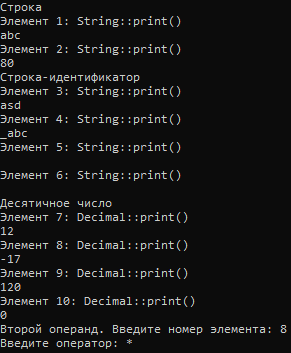 Строка
Элемент 1: String::print()
abc
Элемент 2: String::print()
80
Строка-идентификатор
Элемент 3: String::print()
asd
Элемент 4: String::print()
_abc
Элемент 5: String::print()
Элемент 6: String::print()
Десятичное число
Элемент 7: Decimal::print()
12
Элемент 8: Decimal::print()
-17
Элемент 9: Decimal::print()
120
Элемент 10: Decimal::print()
0
Второй операнд. Введите номер элемента: 8
Введите оператор: *